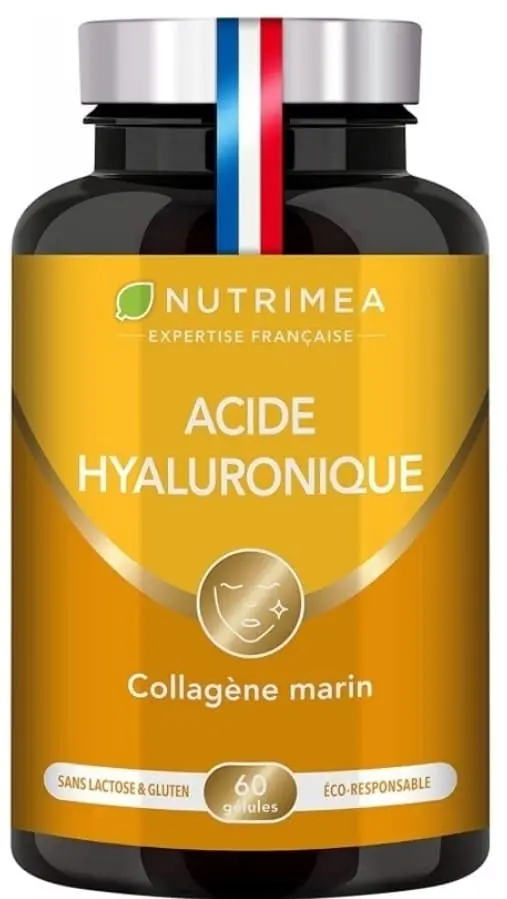 NUTRIMEA
EXPERTISE FRANÇAISE
ACIDE
HYALURONIQUE
Collagène marin
SANS LACTOSE & GLUTEN
60
gélules
ÉCO-RESPONSABLE